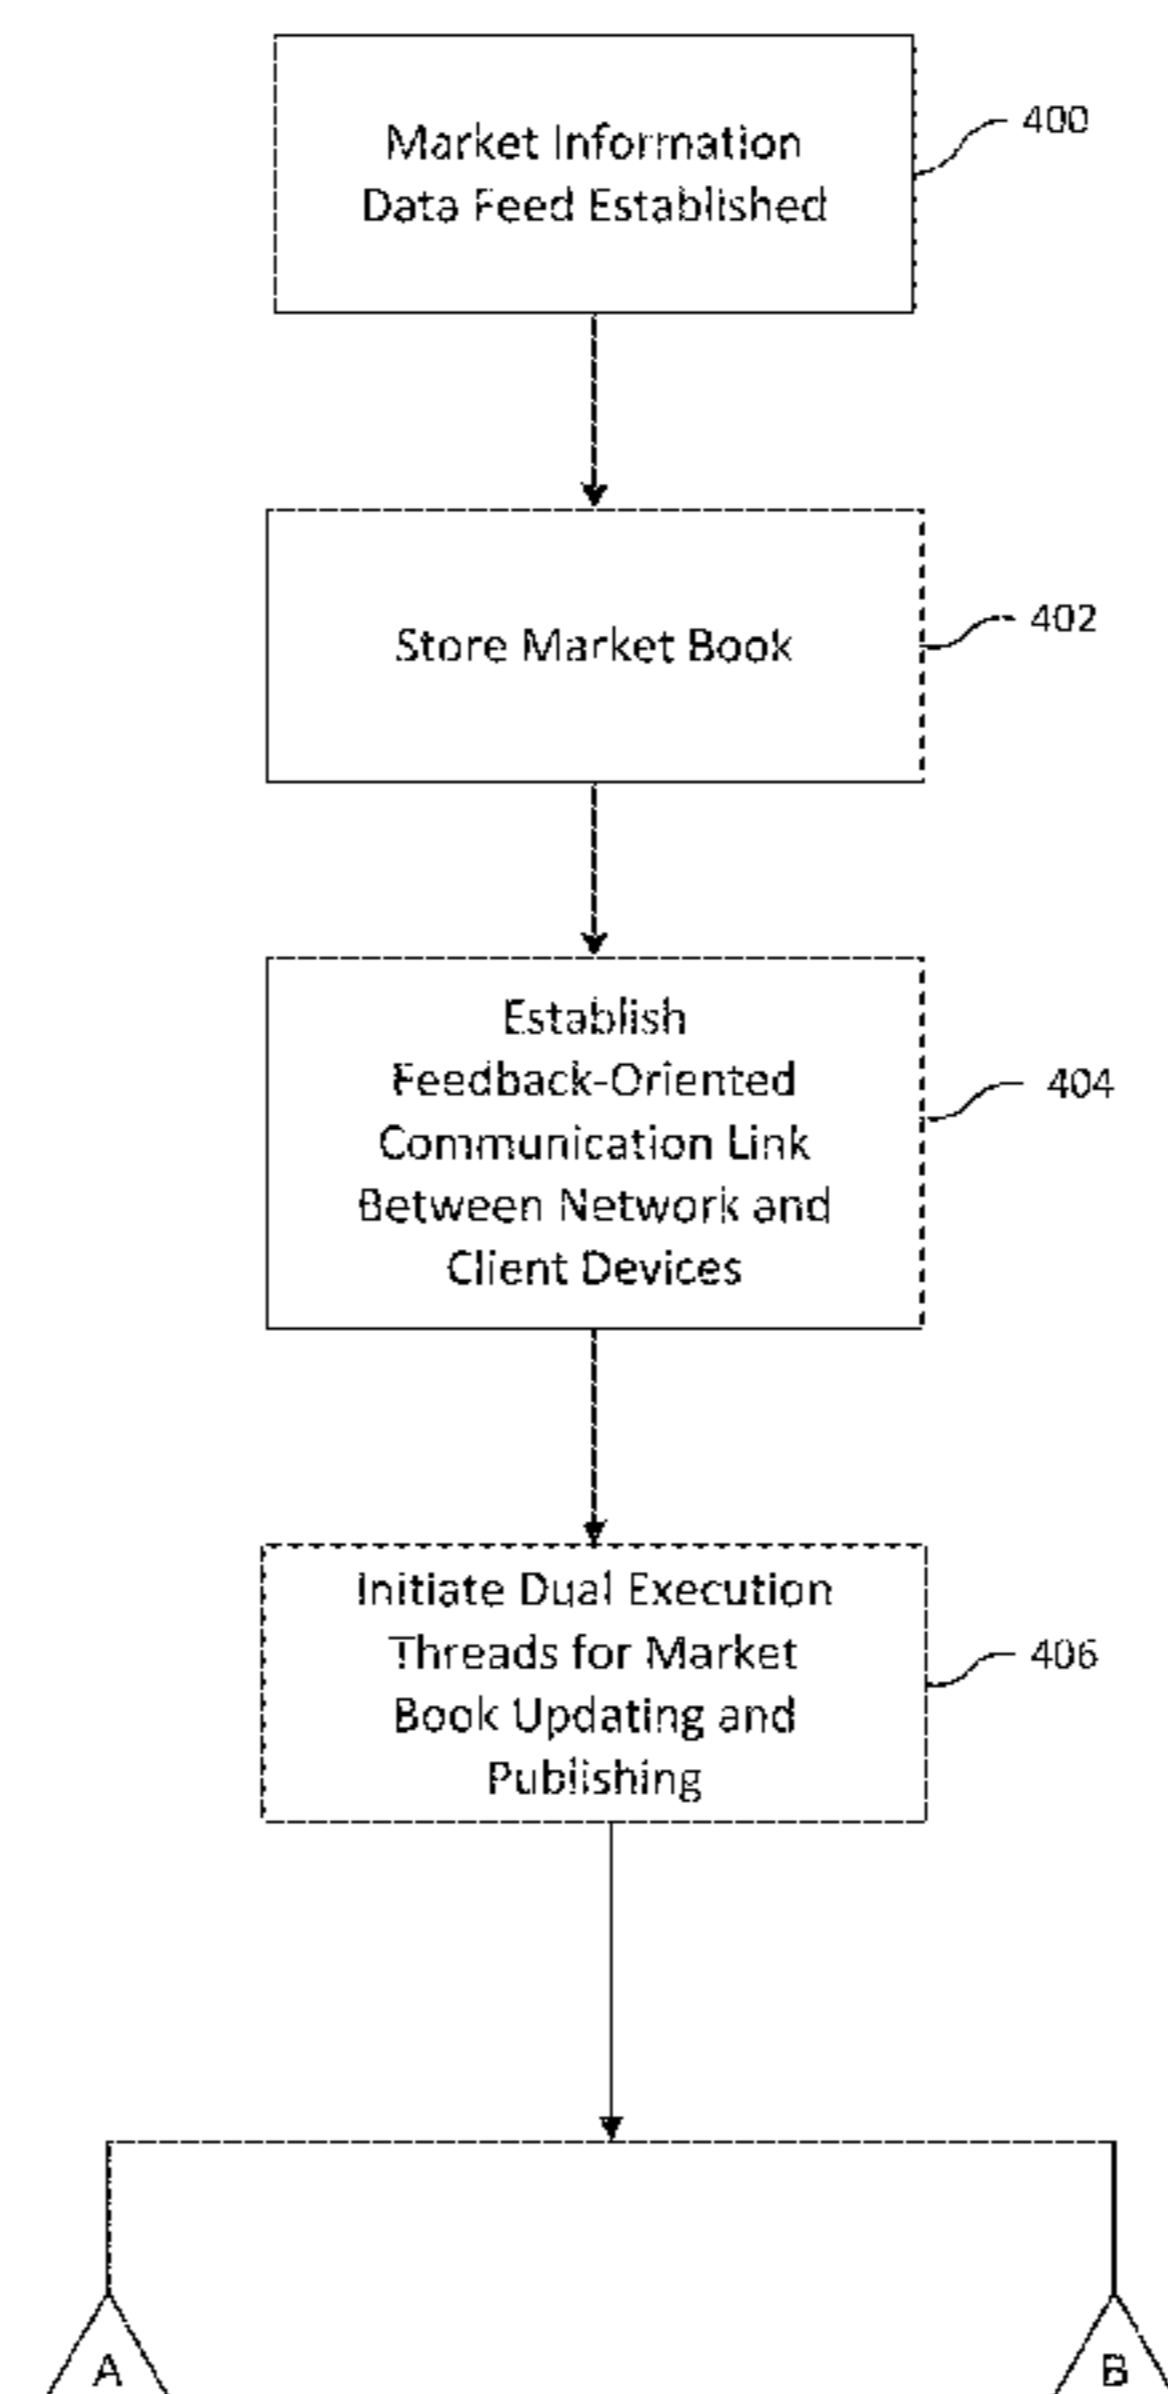 Market Information
Data Feed Established
400
Store Market Book
402
Establish
Feedback-Oriented
Communication Link
Between Network and
Client Devices
404
Initiate Dual Execution
Threads for Market
Book Updating and
Publishing
406
A
B